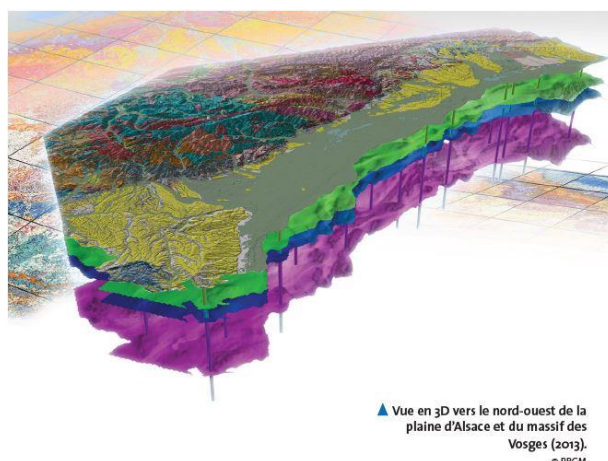 ▲ Vue en 3D vers le nord-ouest de la
plaine d'Alsace et du massif des
Vosges (2013).
© BRGM